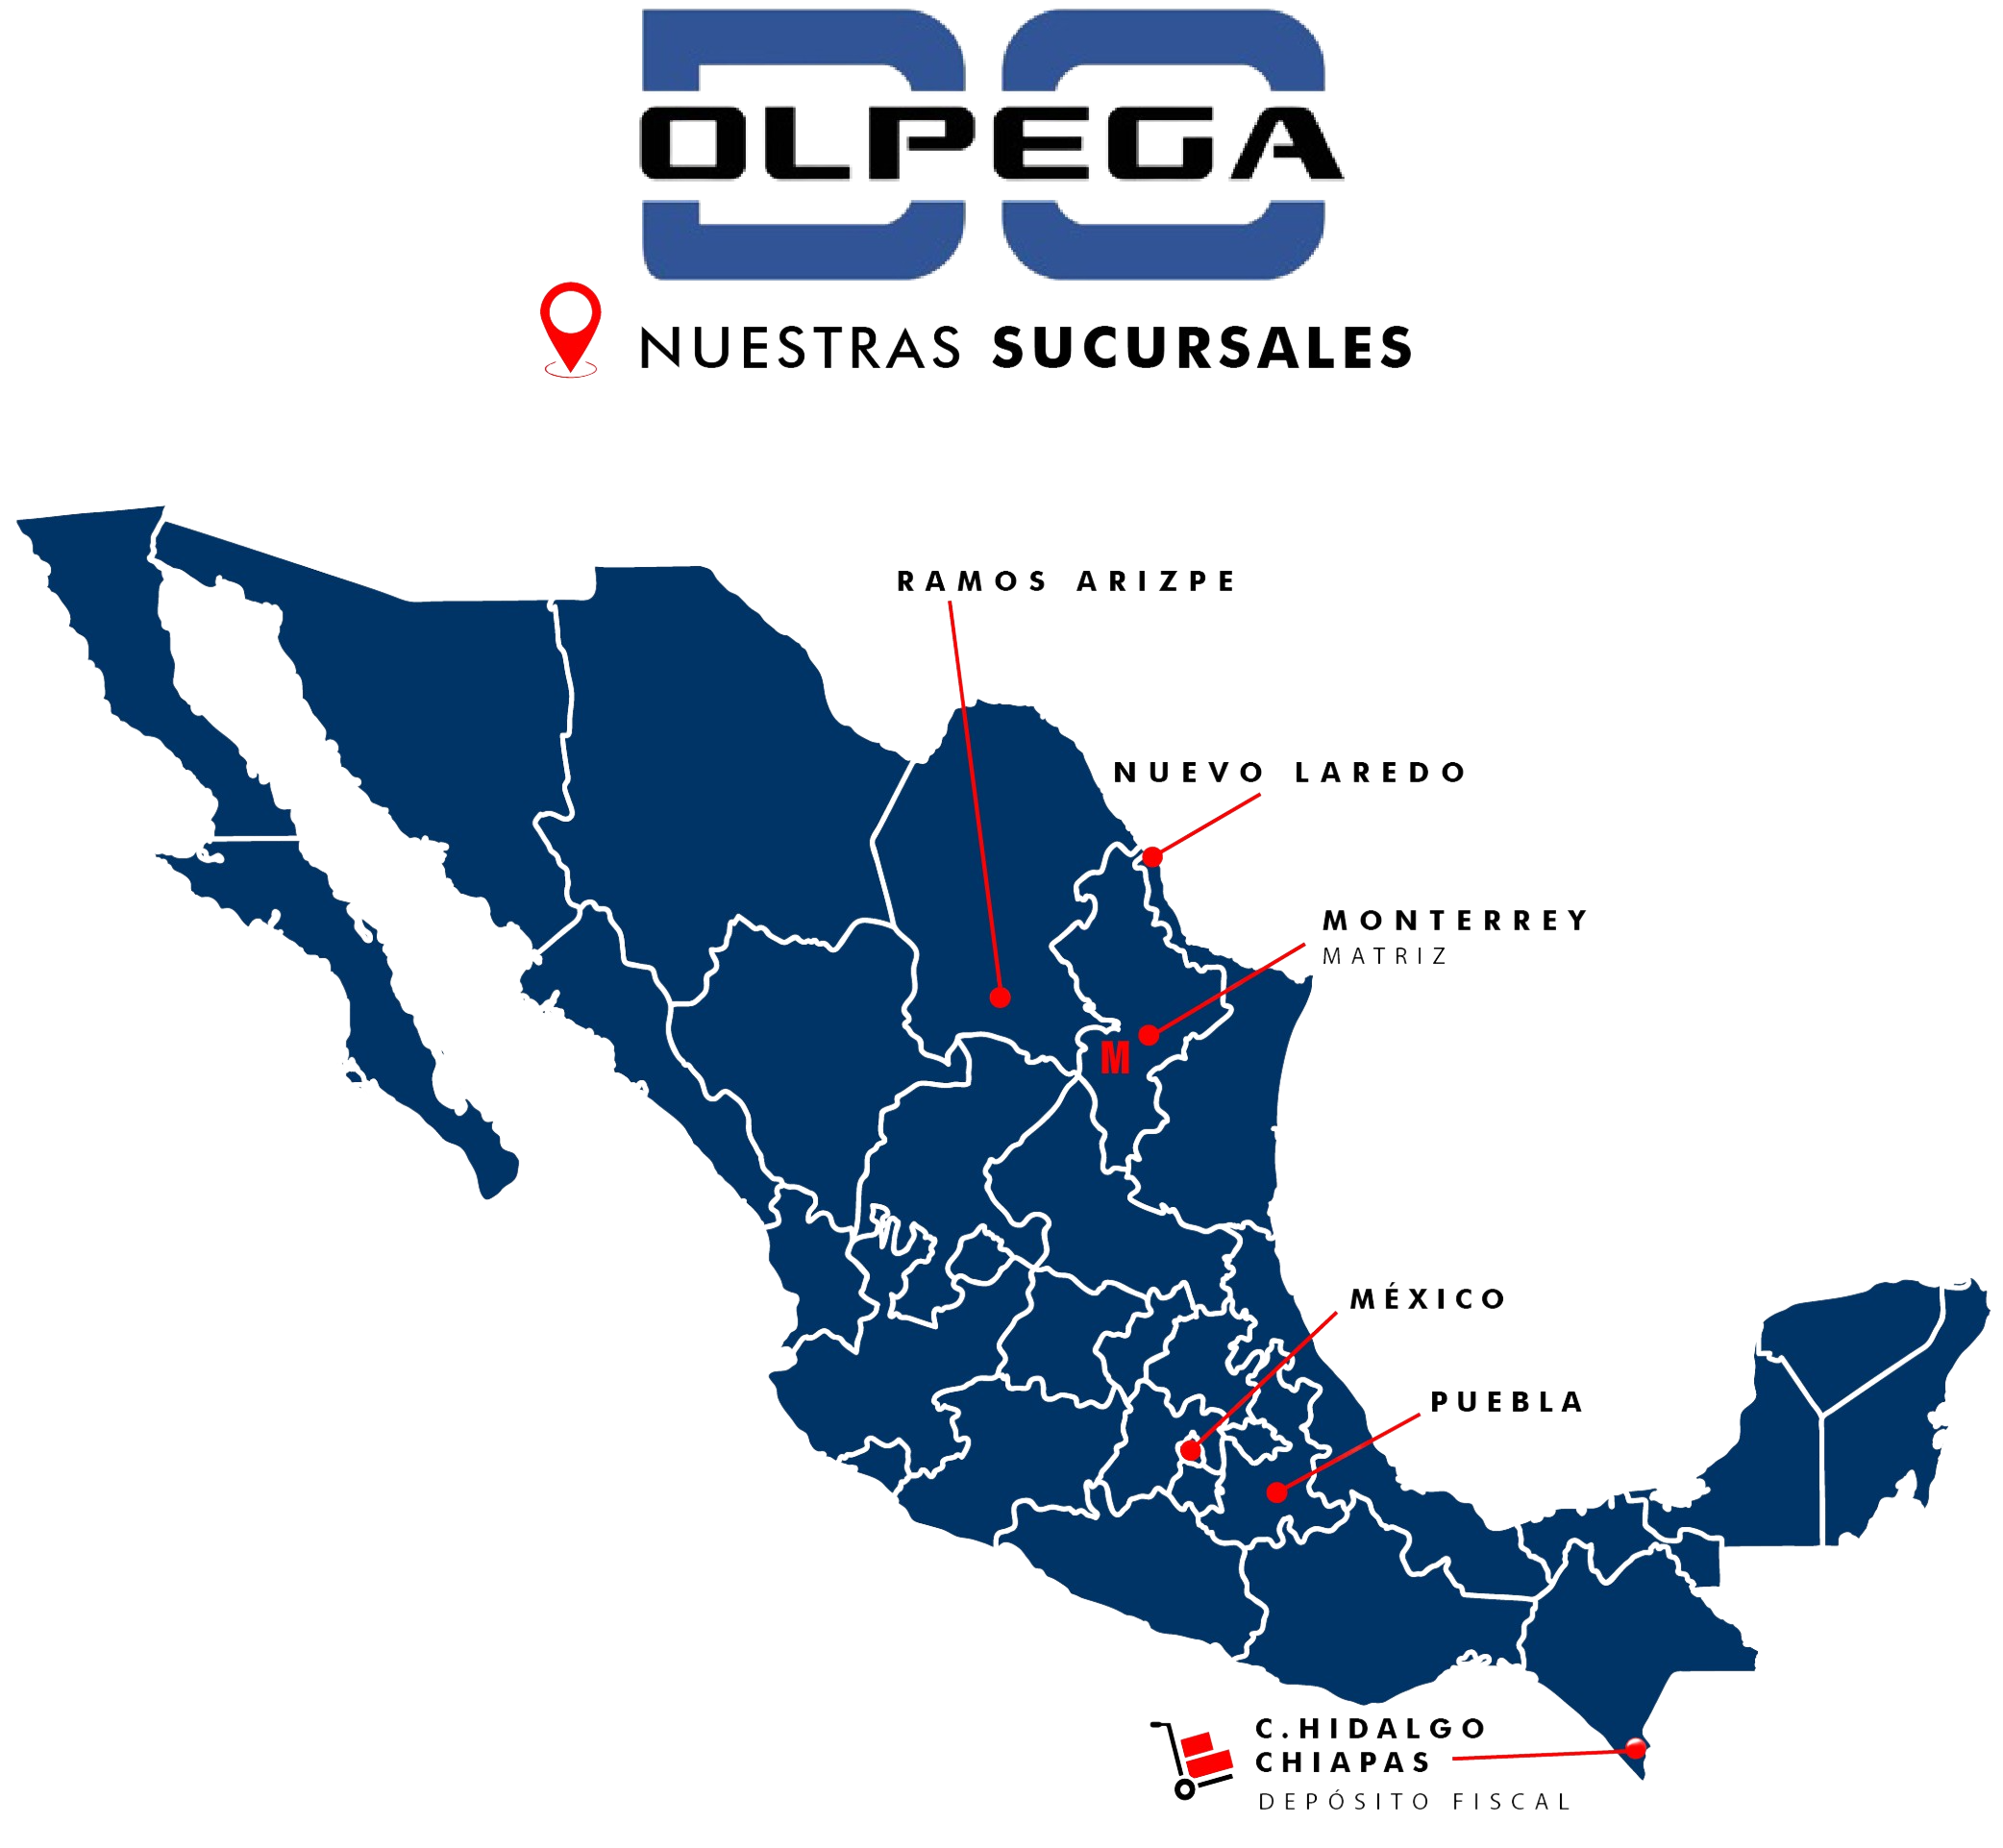 OLPEGA
NUESTRAS SUCURSALES
RAMOS ARIZPE
NUEVO LAREDO
MONTERREY
MATRIZ
M
MÉXICO
PUEBLA
C.HIDALGO
CHIAPAS
DEPÓSITO FISCAL